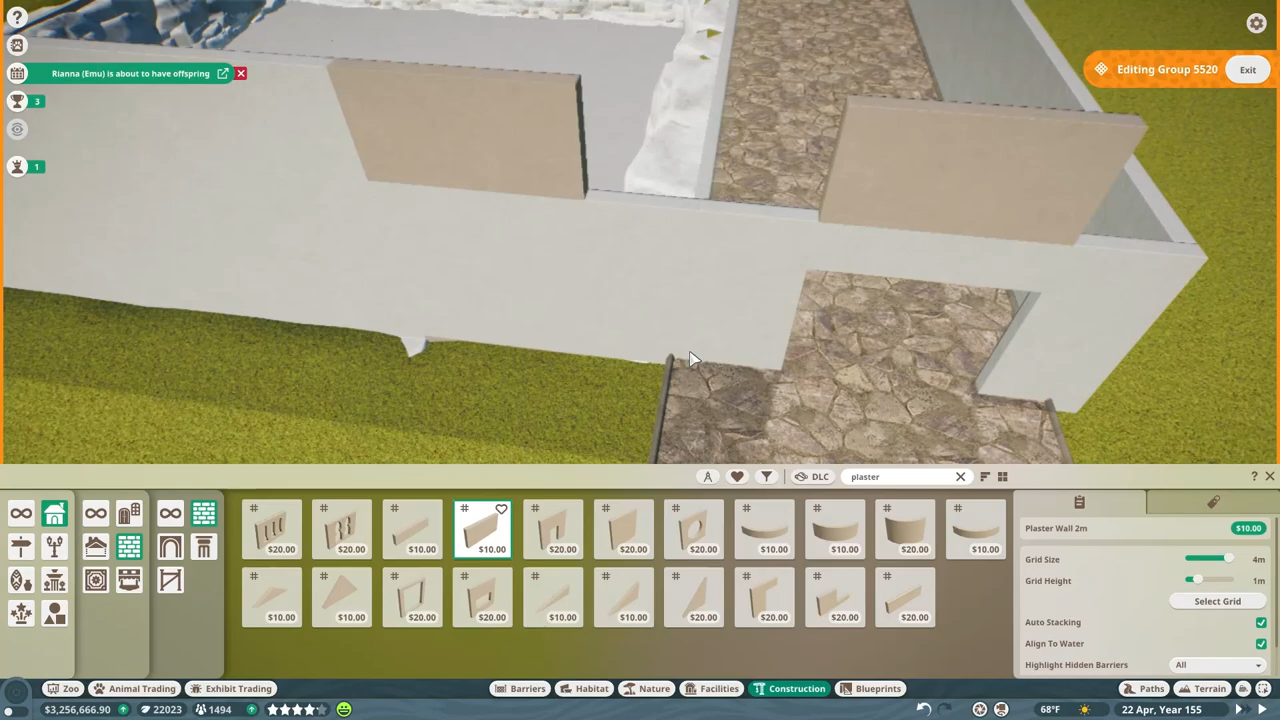 ?
Rianna (Emu) is about to have offspring
3
1
Editing Group 5520
Exit
DLC
plaster
?
$20.00
$20.00
$10.00
$10.00
$20.00
$20.00
$20.00
$10.00
$10.00
$20.00
$10.00
$10.00
$10.00
$20.00
$20.00
$10.00
$10.00
$20.00
$20.00
$20.00
$20.00
Plaster Wall 2m
$10.00
Grid Size
4m
Grid Height
1m
Select Grid
Auto Stacking
Align To Water
Highlight Hidden Barriers
All
Zoo
Animal Trading
Exhibit Trading
Barriers
Habitat
Nature
Facilities
Construction
Blueprints
Paths
Terrain
$3,256,666.90
22023
1494
68°F
22 Apr, Year 155